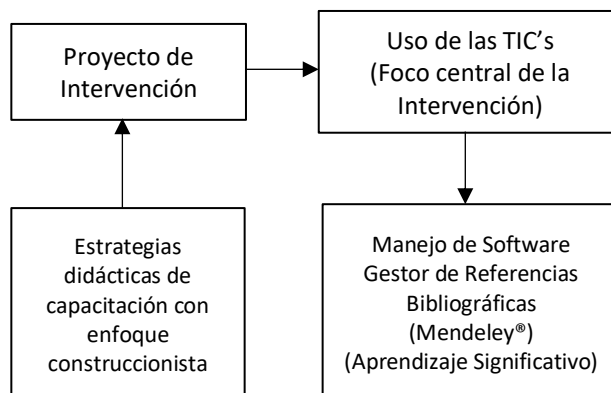 Proyecto de
Intervención
Uso de las TIC’s
(Foco central de la
Intervención)
Estrategias
didácticas de
capacitación con
enfoque
construccionista
Manejo de Software
Gestor de Referencias
Bibliográficas
(Mendeley®)
(Aprendizaje Significativo)